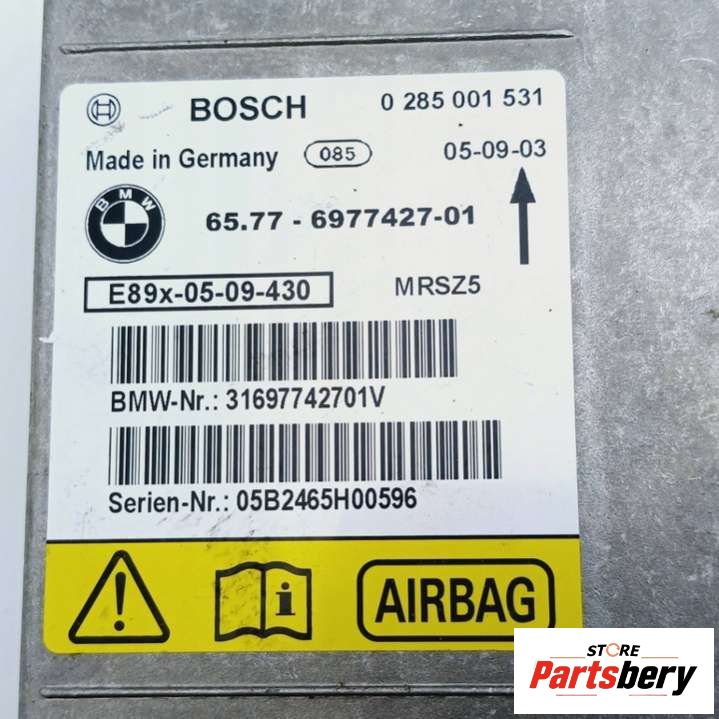 BOSCH 0 285 001 531
Made in Germany 085 05-09-03
BMW 65.77 - 6977427-01
E89x-05-09-430 MRSZ5
BMW-Nr.: 31697742701V
Serien-Nr.: 05B2465H00596
! i AIRBAG
STORE
Partsbery